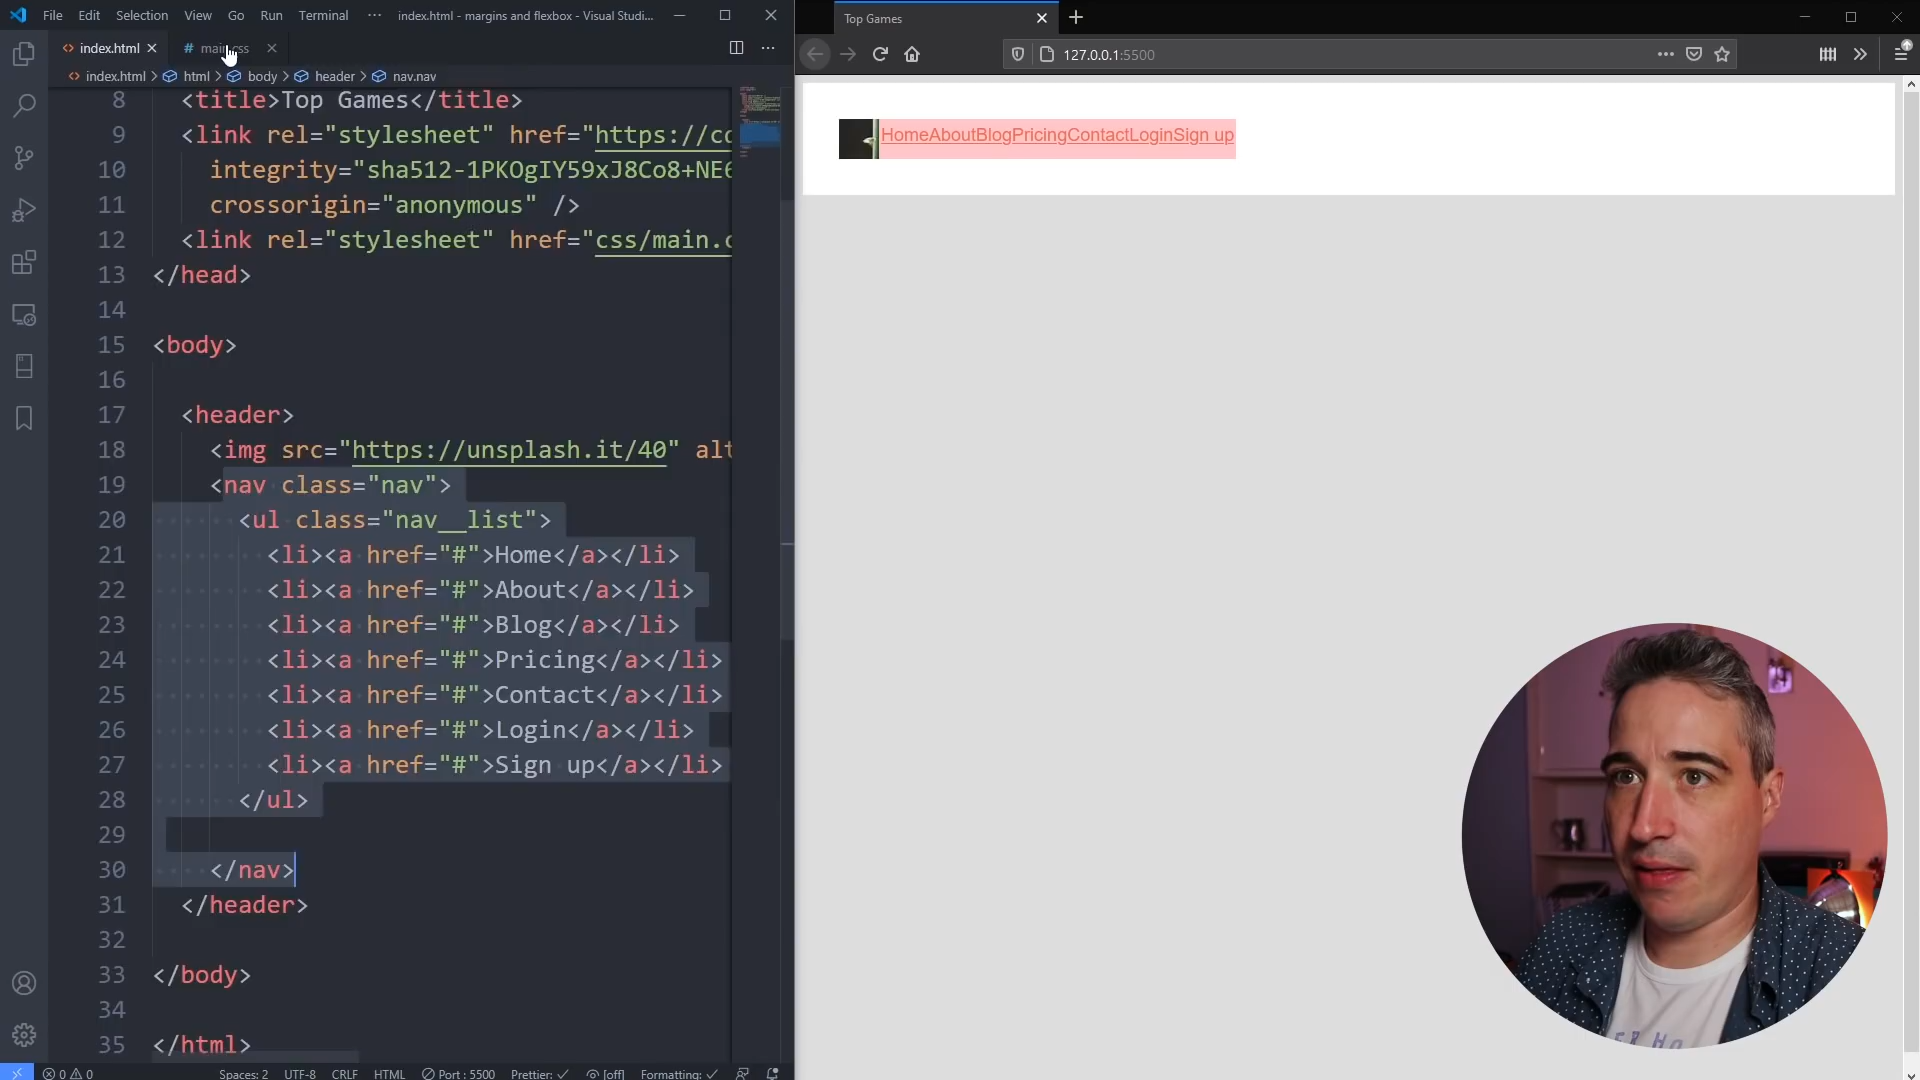 File Edit Selection View Go Run Terminal ··· index.html - margins and flexbox - Visual Studi...
index.html
# main.css
index.html > html > body > header > nav.nav
8 <title>Top Games</title>
9 <link rel="stylesheet" href="https://cd
10 integrity="sha512-1PKOgIY59xJ8Co8+NE6
11 crossorigin="anonymous" />
12 <link rel="stylesheet" href="css/main.c
13 </head>
14
15 <body>
16
17 <header>
18 <img src="https://unsplash.it/40" alt
19 <nav class="nav">
20 <ul class="nav__list">
21 <li><a href="#">Home</a></li>
22 <li><a href="#">About</a></li>
23 <li><a href="#">Blog</a></li>
24 <li><a href="#">Pricing</a></li>
25 <li><a href="#">Contact</a></li>
26 <li><a href="#">Login</a></li>
27 <li><a href="#">Sign up</a></li>
28 </ul>
29
30 </nav>
31 </header>
32
33 </body>
34
35 </html>
0 0 Spaces: 2 UTF-8 CRLF HTML Port : 5500 Prettier: ✓ [off] Formatting: ✓
Top Games
127.0.0.1:5500
HomeAboutBlogPricingContactLoginSign up